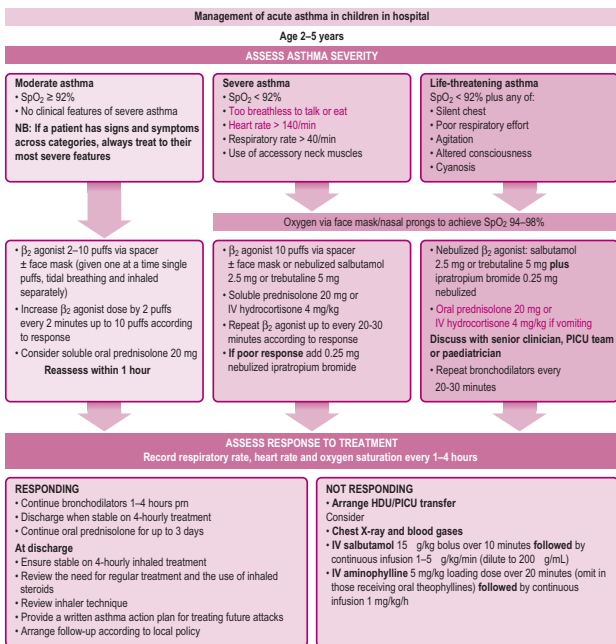 Management of acute asthma in children in hospital
Age 2–5 years
ASSESS ASTHMA SEVERITY
Moderate asthma
• SpO₂ ≥ 92%
• No clinical features of severe asthma
NB: If a patient has signs and symptoms
across categories, always treat to their
most severe features
Severe asthma
• SpO₂ < 92%
• Too breathless to talk or eat
• Heart rate > 140/min
• Respiratory rate > 40/min
• Use of accessory neck muscles
Life-threatening asthma
SpO₂ < 92% plus any of:
• Silent chest
• Poor respiratory effort
• Agitation
• Altered consciousness
• Cyanosis
Oxygen via face mask/nasal prongs to achieve SpO₂ 94–98%
• β₂ agonist 2–10 puffs via spacer
± face mask (given one at a time single
puffs, tidal breathing and inhaled
separately)
• Increase β₂ agonist dose by 2 puffs
every 2 minutes up to 10 puffs according
to response
• Consider soluble oral prednisolone 20 mg
Reassess within 1 hour
• β₂ agonist 10 puffs via spacer
± face mask or nebulized salbutamol
2.5 mg or trebutaline 5 mg
• Soluble prednisolone 20 mg or
IV hydrocortisone 4 mg/kg
• Repeat β₂ agonist up to every 20-30
minutes according to response
• If poor response add 0.25 mg
nebulized ipratropium bromide
• Nebulized β₂ agonist: salbutamol
2.5 mg or trebutaline 5 mg plus
ipratropium bromide 0.25 mg
nebulized
• Oral prednisolone 20 mg or
IV hydrocortisone 4 mg/kg if vomiting
Discuss with senior clinician, PICU team
or paediatrician
• Repeat bronchodilators every
20-30 minutes
ASSESS RESPONSE TO TREATMENT
Record respiratory rate, heart rate and oxygen saturation every 1–4 hours
RESPONDING
• Continue bronchodilators 1–4 hours prn
• Discharge when stable on 4-hourly treatment
• Continue oral prednisolone for up to 3 days
At discharge
• Ensure stable on 4-hourly inhaled treatment
• Review the need for regular treatment and the use of inhaled
steroids
• Review inhaler technique
• Provide a written asthma action plan for treating future attacks
• Arrange follow-up according to local policy
NOT RESPONDING
• Arrange HDU/PICU transfer
Consider
• Chest X-ray and blood gases
• IV salbutamol 15 g/kg bolus over 10 minutes followed by
continuous infusion 1–5 g/kg/min (dilute to 200 g/mL)
• IV aminophylline 5 mg/kg loading dose over 20 minutes (omit in
those receiving oral theophyllines) followed by continuous
infusion 1 mg/kg/h